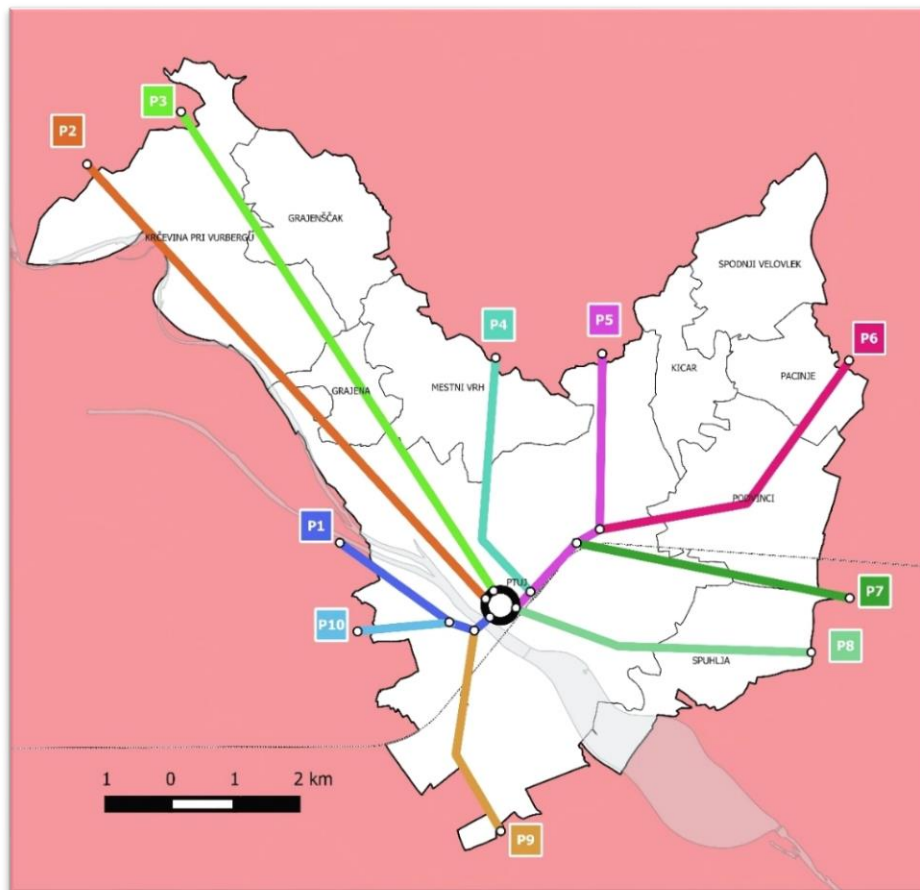 P3
P2
GRAJENŠČAK
KRČEVINA PRI VURBERGU
SPODNJI VELOVLEK
P4
P5
P6
KICAR
PACINJE
MESTNI VRH
GRAJENA
PODVINCI
P1
PTUJ
P7
P10
P8
SPUHLJA
1 0 1 2 km
P9